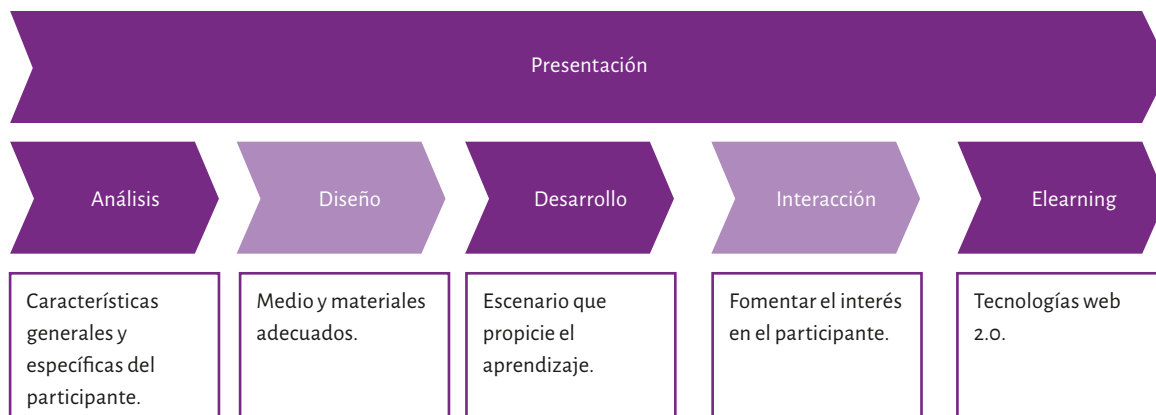 Presentación
Análisis
Diseño
Desarrollo
Interacción
Elearning
Características
generales y
específicas del
participante.
Medio y materiales
adecuados.
Escenario que
propicie el
aprendizaje.
Fomentar el interés
en el participante.
Tecnologías web
2.0.